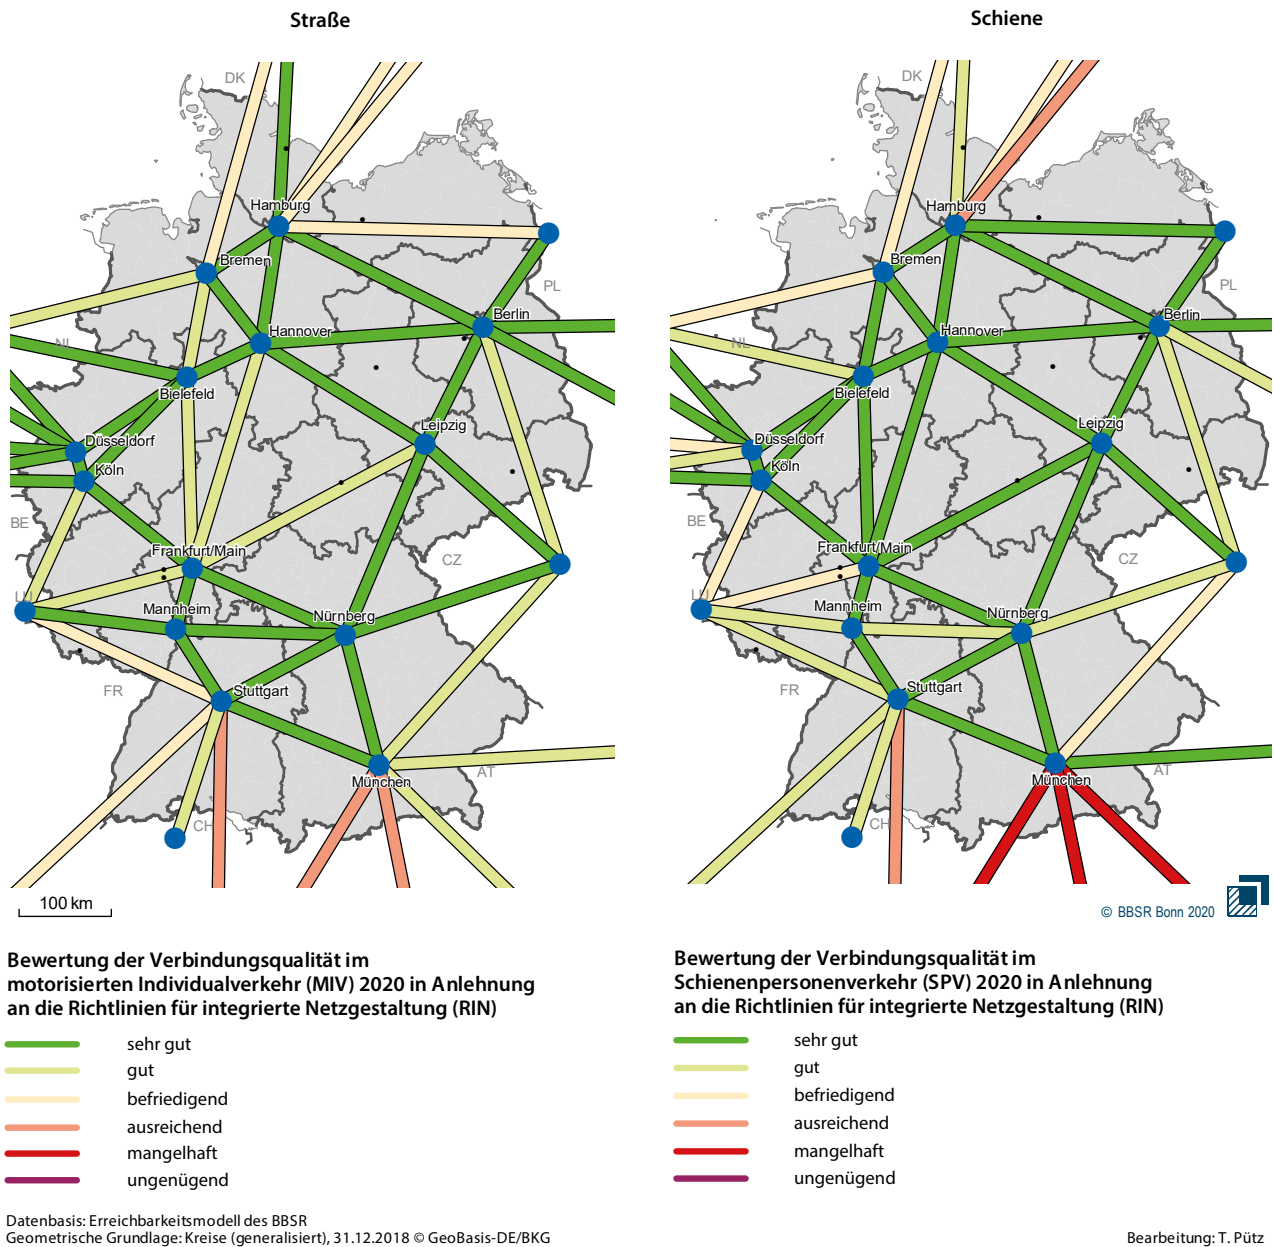 Straße
DK
Hamburg
Bremen
PL
Berlin
Hannover
NL
Bielefeld
Düsseldorf
Leipzig
Köln
BE
Frankfurt/Main
CZ
LU
Mannheim
Nürnberg
FR
Stuttgart
München
AT
CH
100 km
Schiene
DK
Hamburg
Bremen
PL
Berlin
Hannover
NL
Bielefeld
Düsseldorf
Leipzig
Köln
BE
Frankfurt/Main
CZ
LU
Mannheim
Nürnberg
FR
Stuttgart
München
AT
CH
© BBSR Bonn 2020
Bewertung der Verbindungsqualität im
motorisierten Individualverkehr (MIV) 2020 in Anlehnung
an die Richtlinien für integrierte Netzgestaltung (RIN)
sehr gut
gut
befriedigend
ausreichend
mangelhaft
ungenügend
Bewertung der Verbindungsqualität im
Schienenpersonenverkehr (SPV) 2020 in Anlehnung
an die Richtlinien für integrierte Netzgestaltung (RIN)
sehr gut
gut
befriedigend
ausreichend
mangelhaft
ungenügend
Datenbasis: Erreichbarkeitsmodell des BBSR
Geometrische Grundlage: Kreise (generalisiert), 31.12.2018 © GeoBasis-DE/BKG
Bearbeitung: T. Pütz